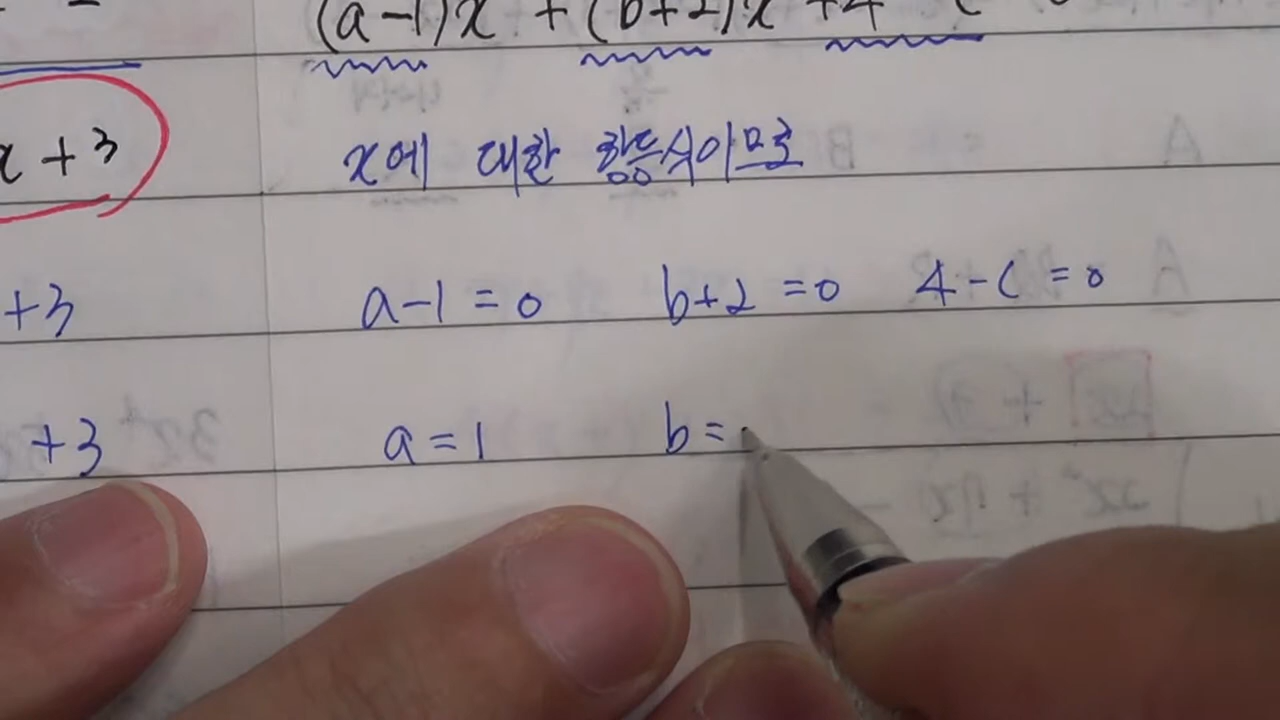 (a-1)x + (b+2)x + 4
x + 3
x에 대한 항등식이므로
+3
a-1=0 b+2=0 4-c=0
+3
a=1 b=